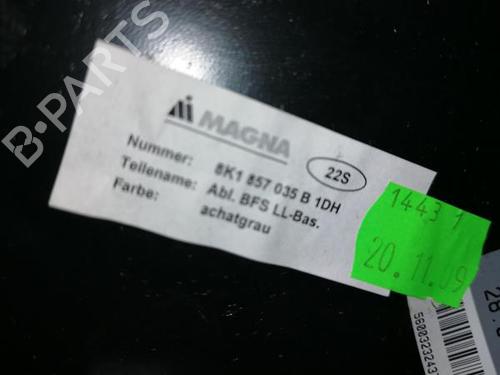 B-PARTS
MAGNA
Nummer: 8K1 857 035 B 1DH
Teilename: Abl. BFS LL-Bas.
Farbe: achatgrau
22S
1443 1
20.11.09